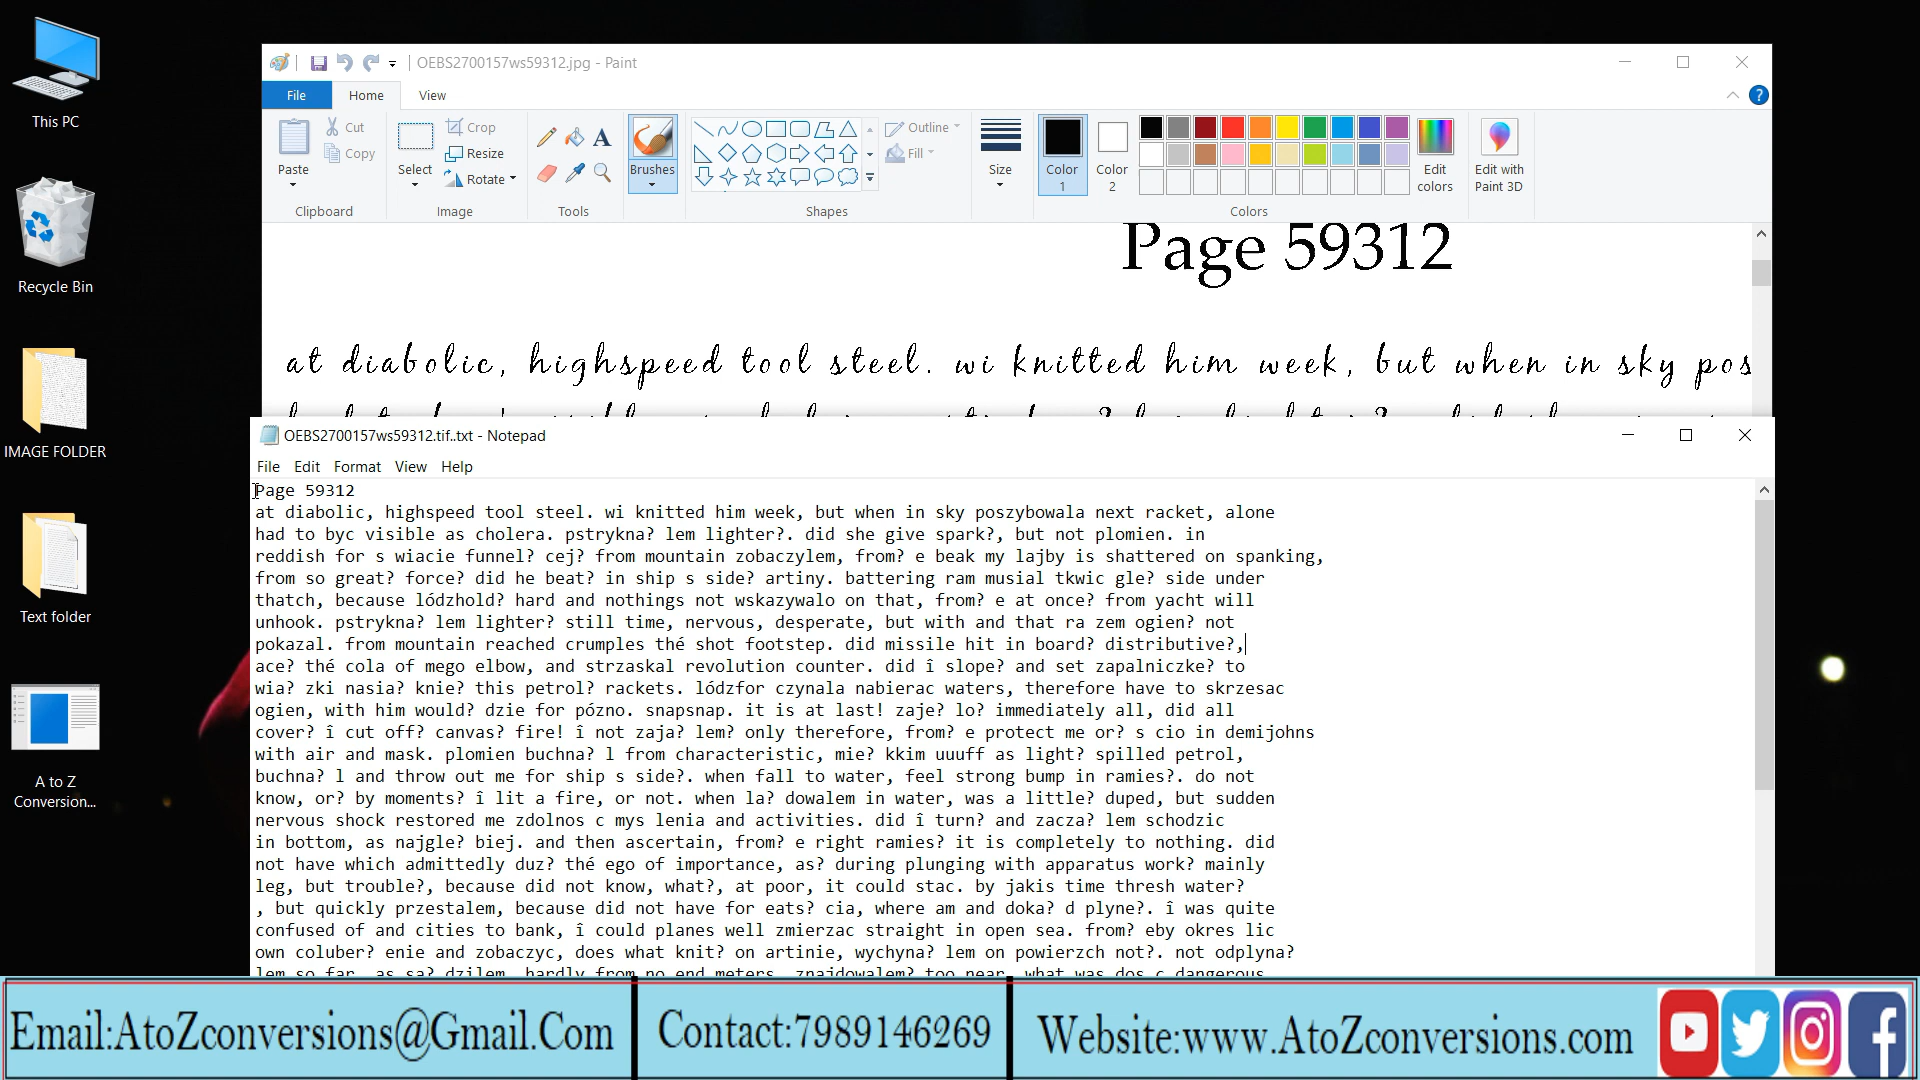 This PC
Recycle Bin
IMAGE FOLDER
Text folder
A to Z
Conversion...
OEBS2700157ws59312.jpg - Paint
File Home View
Paste
Cut
Copy
Clipboard
Select
Crop
Resize
Rotate
Image
Tools
Brushes
Shapes
Outline
Fill
Size
Color
1
Color
2
Colors
Edit
colors
Edit with
Paint 3D
Page 59312
at diabolic, highspeed tool steel. wi knitted him week, but when in sky pos
OEBS2700157ws59312.tif..txt - Notepad
File Edit Format View Help
Page 59312
at diabolic, highspeed tool steel. wi knitted him week, but when in sky poszybowala next racket, alone
had to byc visible as cholera. pstrykna? lem lighter?. did she give spark?, but not plomien. in
reddish for s wiacie funnel? cej? from mountain zobaczylem, from? e beak my lajby is shattered on spanking,
from so great? force? did he beat? in ship s side? artiny. battering ram musial tkwic gle? side under
thatch, because lódzhold? hard and nothings not wskazywalo on that, from? e at once? from yacht will
unhook. pstrykna? lem lighter? still time, nervous, desperate, but with and that ra zem ogien? not
pokazal. from mountain reached crumples thé shot footstep. did missile hit in board? distributive?,
ace? thé cola of mego elbow, and strzaskal revolution counter. did î slope? and set zapalniczke? to
wia? zki nasia? knie? this petrol? rackets. lódzfor czynala nabierac waters, therefore have to skrzesac
ogien, with him would? dzie for pózno. snapsnap. it is at last! zaje? lo? immediately all, did all
cover? î cut off? canvas? fire! î not zaja? lem? only therefore, from? e protect me or? s cio in demijohns
with air and mask. plomien buchna? l from characteristic, mie? kkim uuuff as light? spilled petrol,
buchna? l and throw out me for ship s side?. when fall to water, feel strong bump in ramies?. do not
know, or? by moments? î lit a fire, or not. when la? dowalem in water, was a little? duped, but sudden
nervous shock restored me zdolnos c mys lenia and activities. did î turn? and zacza? lem schodzic
in bottom, as najgle? biej. and then ascertain, from? e right ramies? it is completely to nothing. did
not have which admittedly duz? thé ego of importance, as? during plunging with apparatus work? mainly
leg, but trouble?, because did not know, what?, at poor, it could stac. by jakis time thresh water?
, but quickly przestalem, because did not have for eats? cia, where am and doka? d plyne?. î was quite
confused of and cities to bank, î could planes well zmierzac straight in open sea. from? eby okres lic
own coluber? enie and zobaczyc, does what knit? on artinie, wychyna? lem on powierzch not?. not odplyna?
lem so far, as sa? dzilem. hardly from no end meters. znajdowalem? too near, what was dos c dangerous
Email:AtoZconversions@Gmail.Com
Contact:7989146269
Website:www.AtoZconversions.com